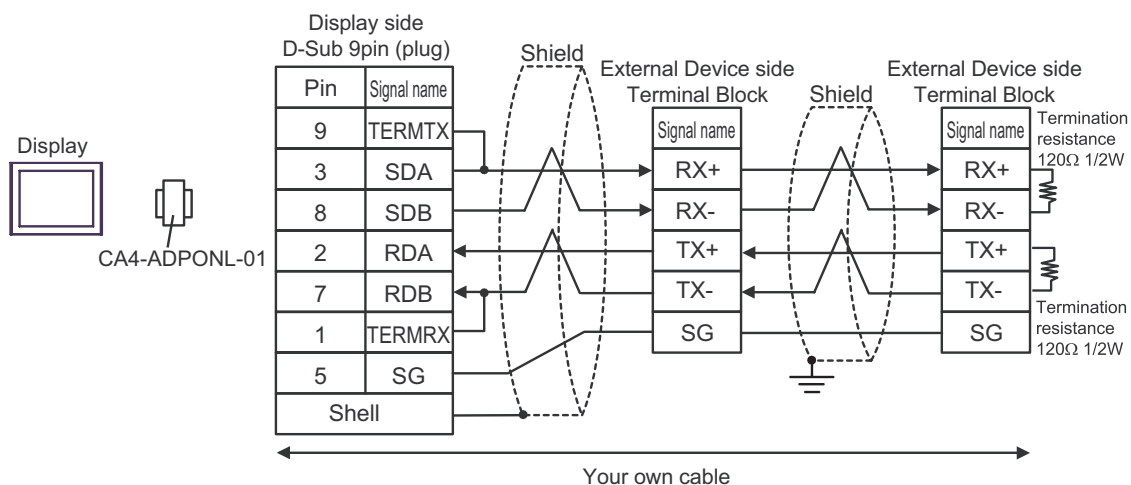 Display side
D-Sub 9pin (plug)
Shield
External Device side
Terminal Block
Shield
External Device side
Terminal Block
Pin Signal name
9 TERMTX
3 SDA
8 SDB
2 RDA
7 RDB
1 TERMRX
5 SG
Shell
Signal name
RX+
RX-
TX+
TX-
SG
Signal name
RX+
RX-
TX+
TX-
SG
Termination
resistance
120Ω 1/2W
Termination
resistance
120Ω 1/2W
Display
CA4-ADPONL-01
Your own cable